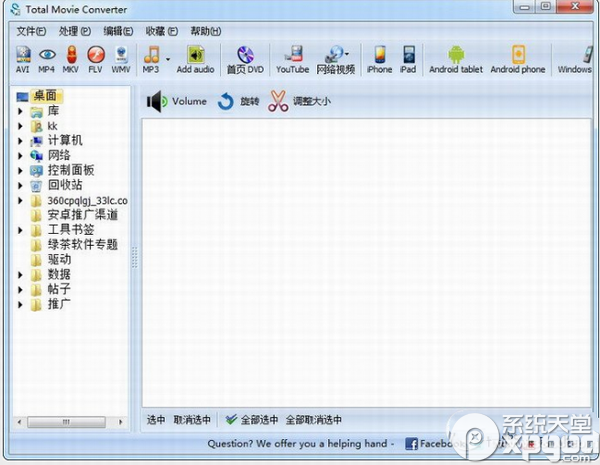 Total Movie Converter
文件(F) 处理(P) 编辑(E) 收藏(F) 帮助(H)
AVI MP4 MKV FLV WMV MP3 Add audio 首页 DVD YouTube 网络视频 iPhone iPad Android tablet Android phone Windows
Volume 旋转 调整大小
桌面
库
kk
计算机
网络
控制面板
回收站
360cpqlgj_33lc.co
安卓推广渠道
工具书签
绿茶软件专题
驱动
数据
帖子
推广
选中 取消选中 全部选中 全部取消选中
Question? We offer you a helping hand - Facebook
系统天堂